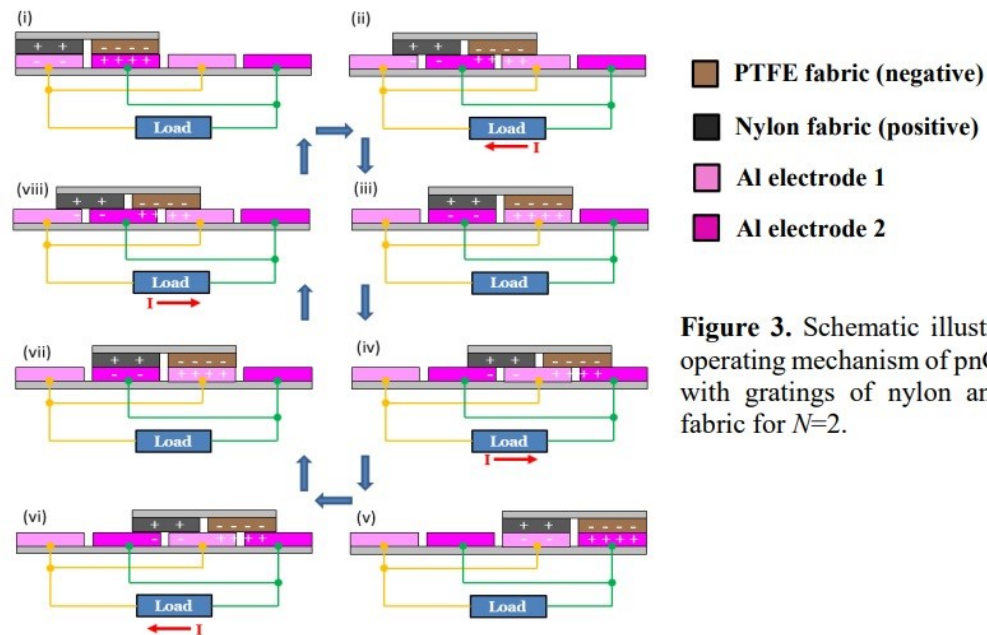 (i)
+ +
- - - -
- -
++++
Load
(ii)
+ +
- - - -
- -
++ ++
Load
I
(viii)
+ +
- - - -
- -
++ ++
Load
I
(iii)
+ +
- - - -
- -
++++
Load
(vii)
+ +
- - - -
- -
++++
Load
(iv)
+ +
- - - -
- -
++++
Load
I
(vi)
+ +
- - - -
- -
++++
Load
I
(v)
+ +
- - - -
- -
++++
Load
PTFE fabric (negative)
Nylon fabric (positive)
Al electrode 1
Al electrode 2
Figure 3. Schematic illust
operating mechanism of pn
with gratings of nylon an
fabric for N=2.